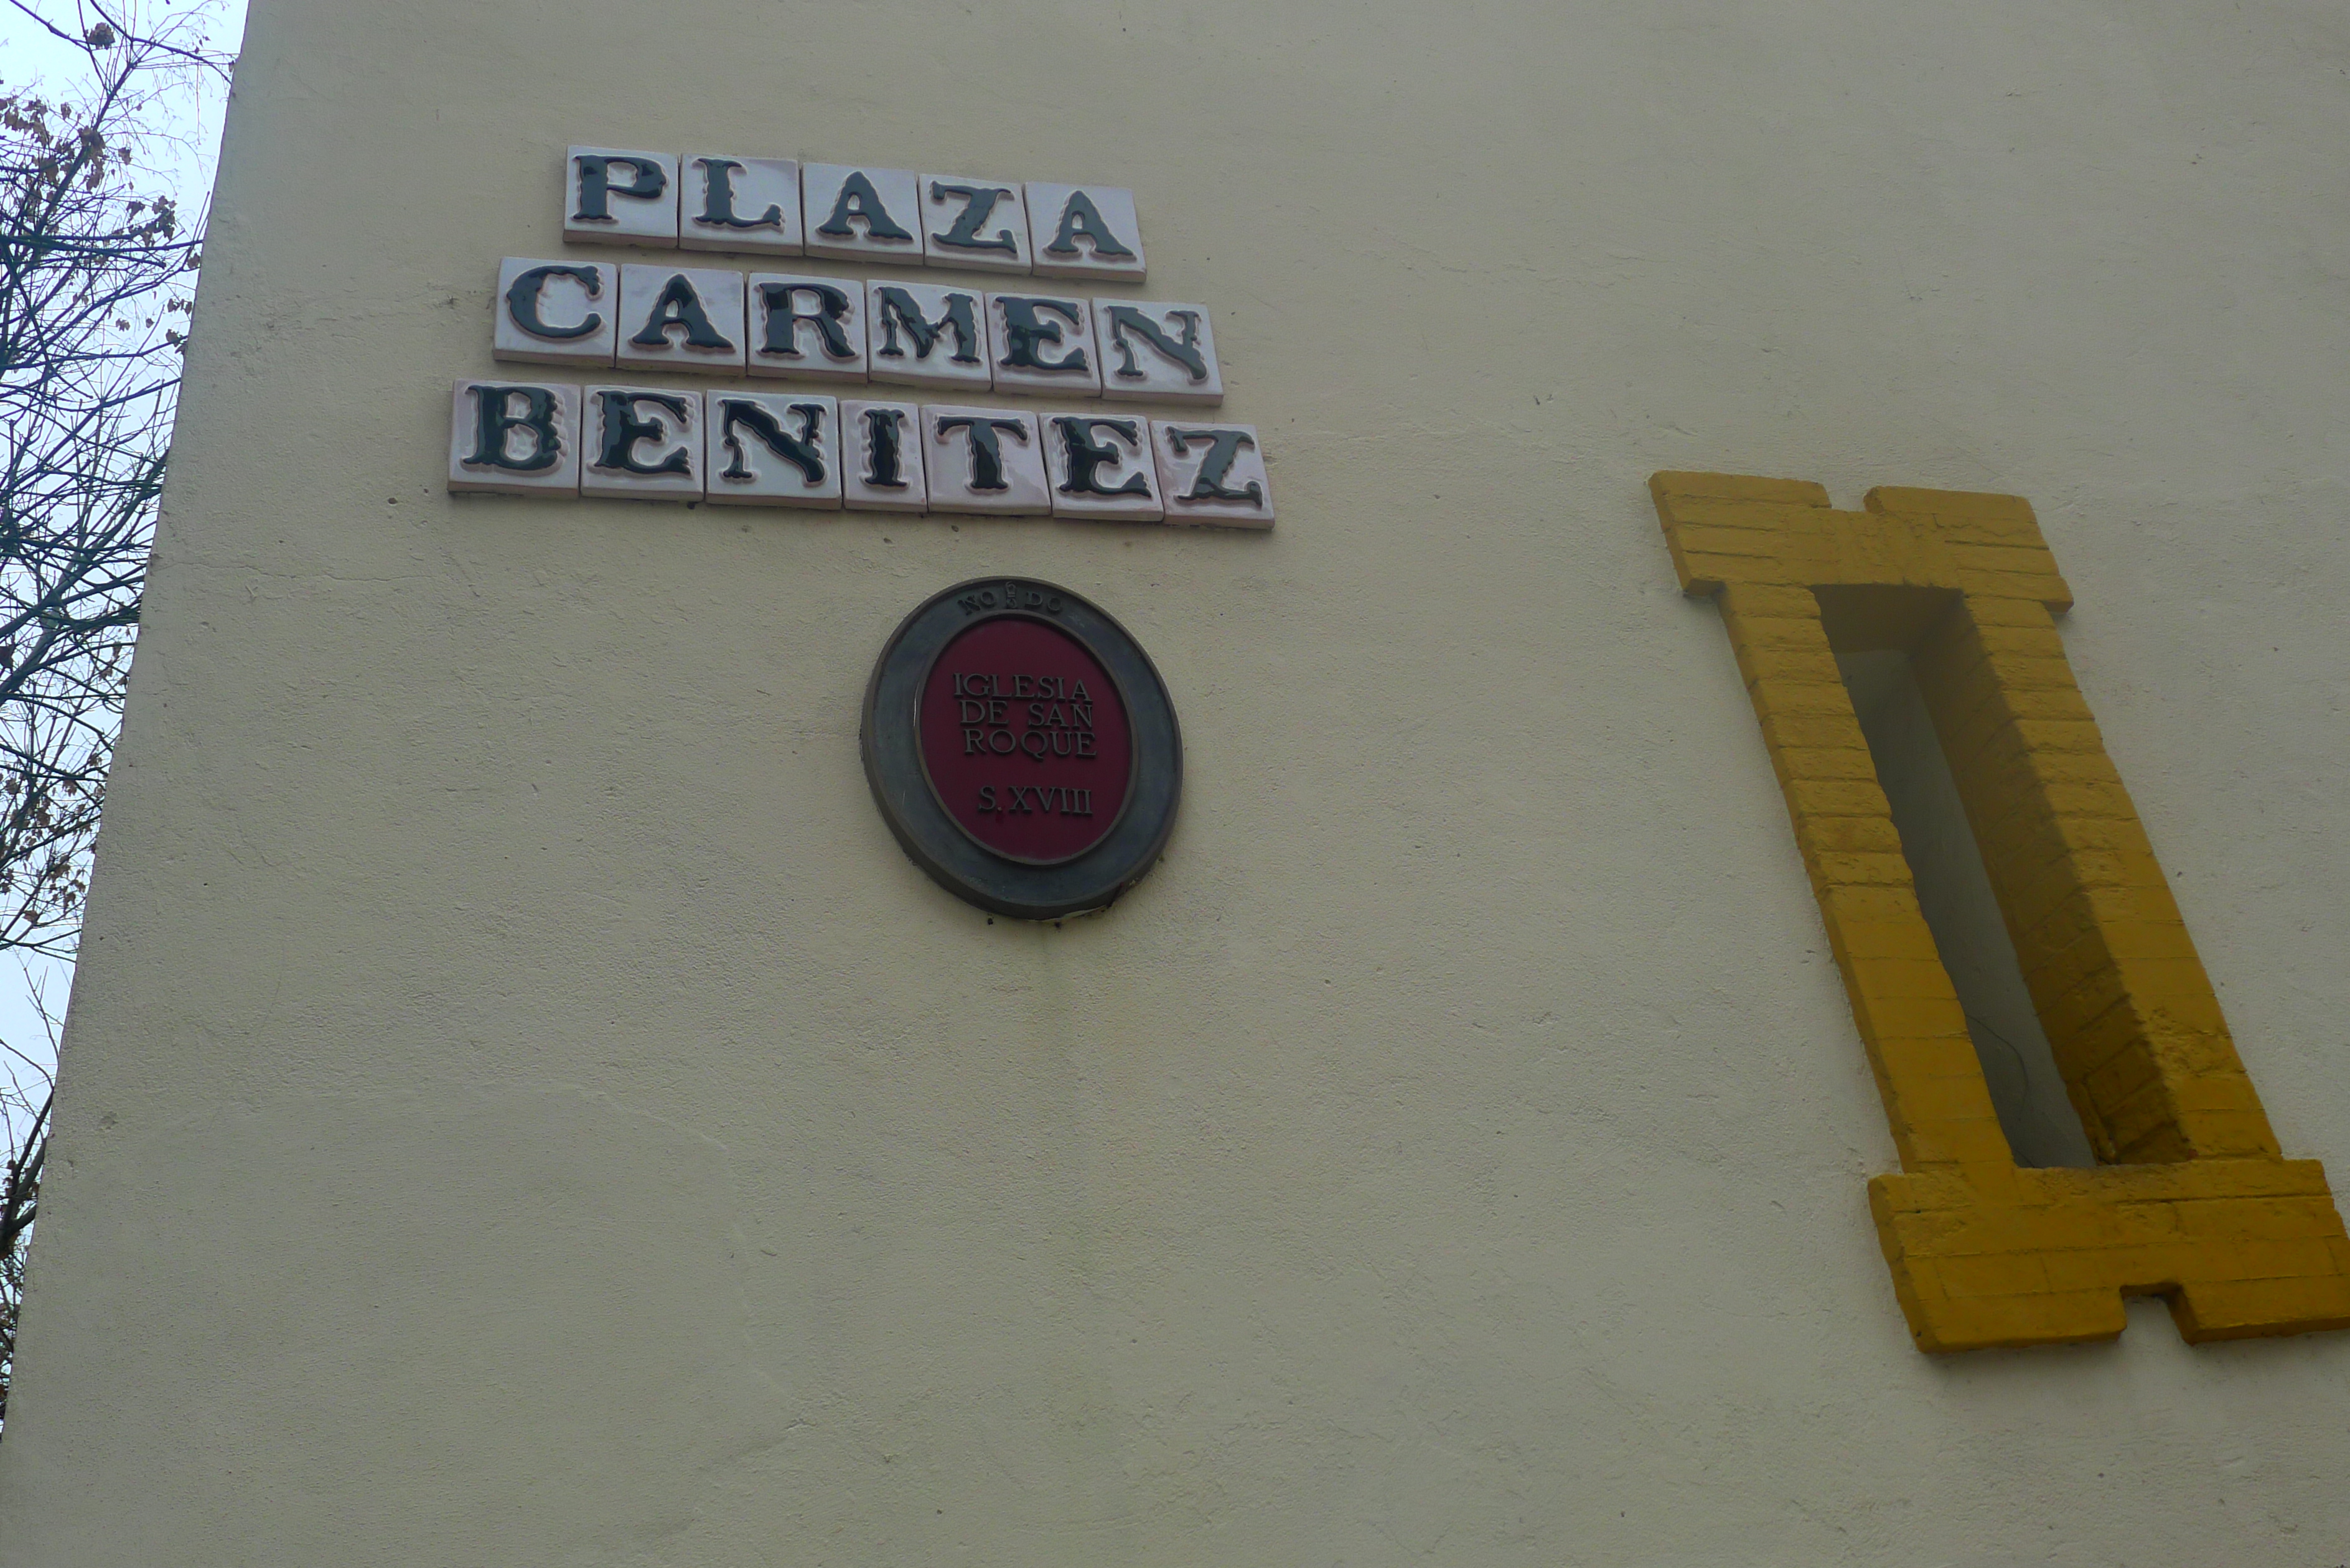 PLAZA
CARMEN
BENITEZ
NO8DO
IGLESIA
DE SAN
ROQUE
S. XVIII